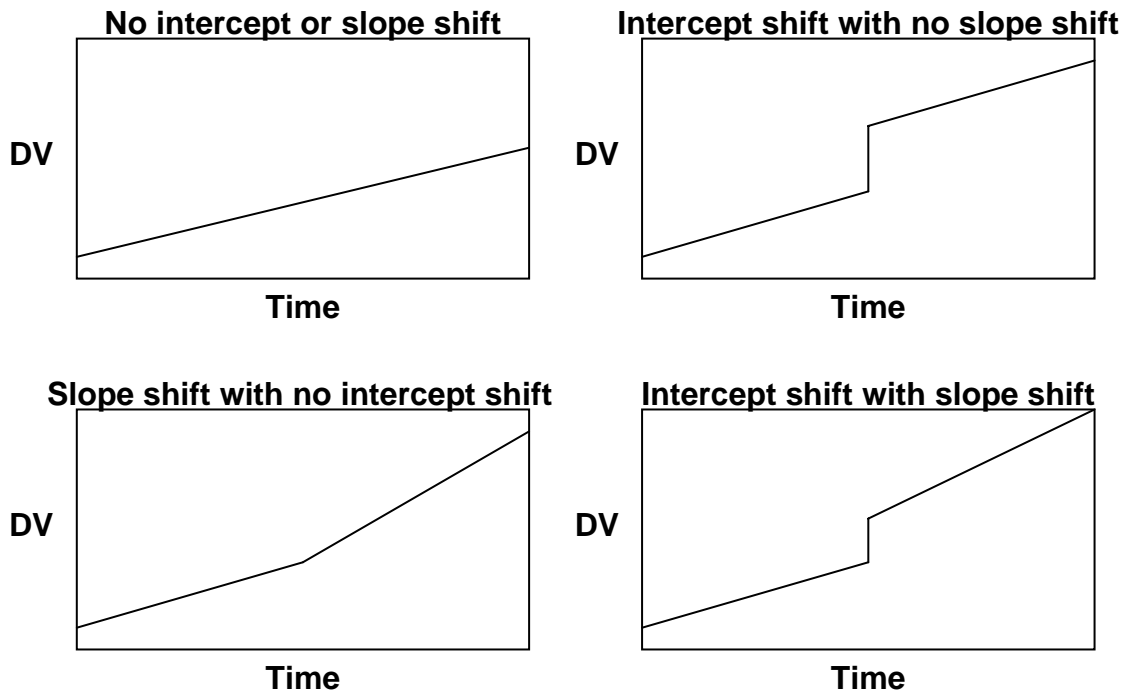 No intercept or slope shift
DV
Time
Intercept shift with no slope shift
DV
Time
Slope shift with no intercept shift
DV
Time
Intercept shift with slope shift
DV
Time